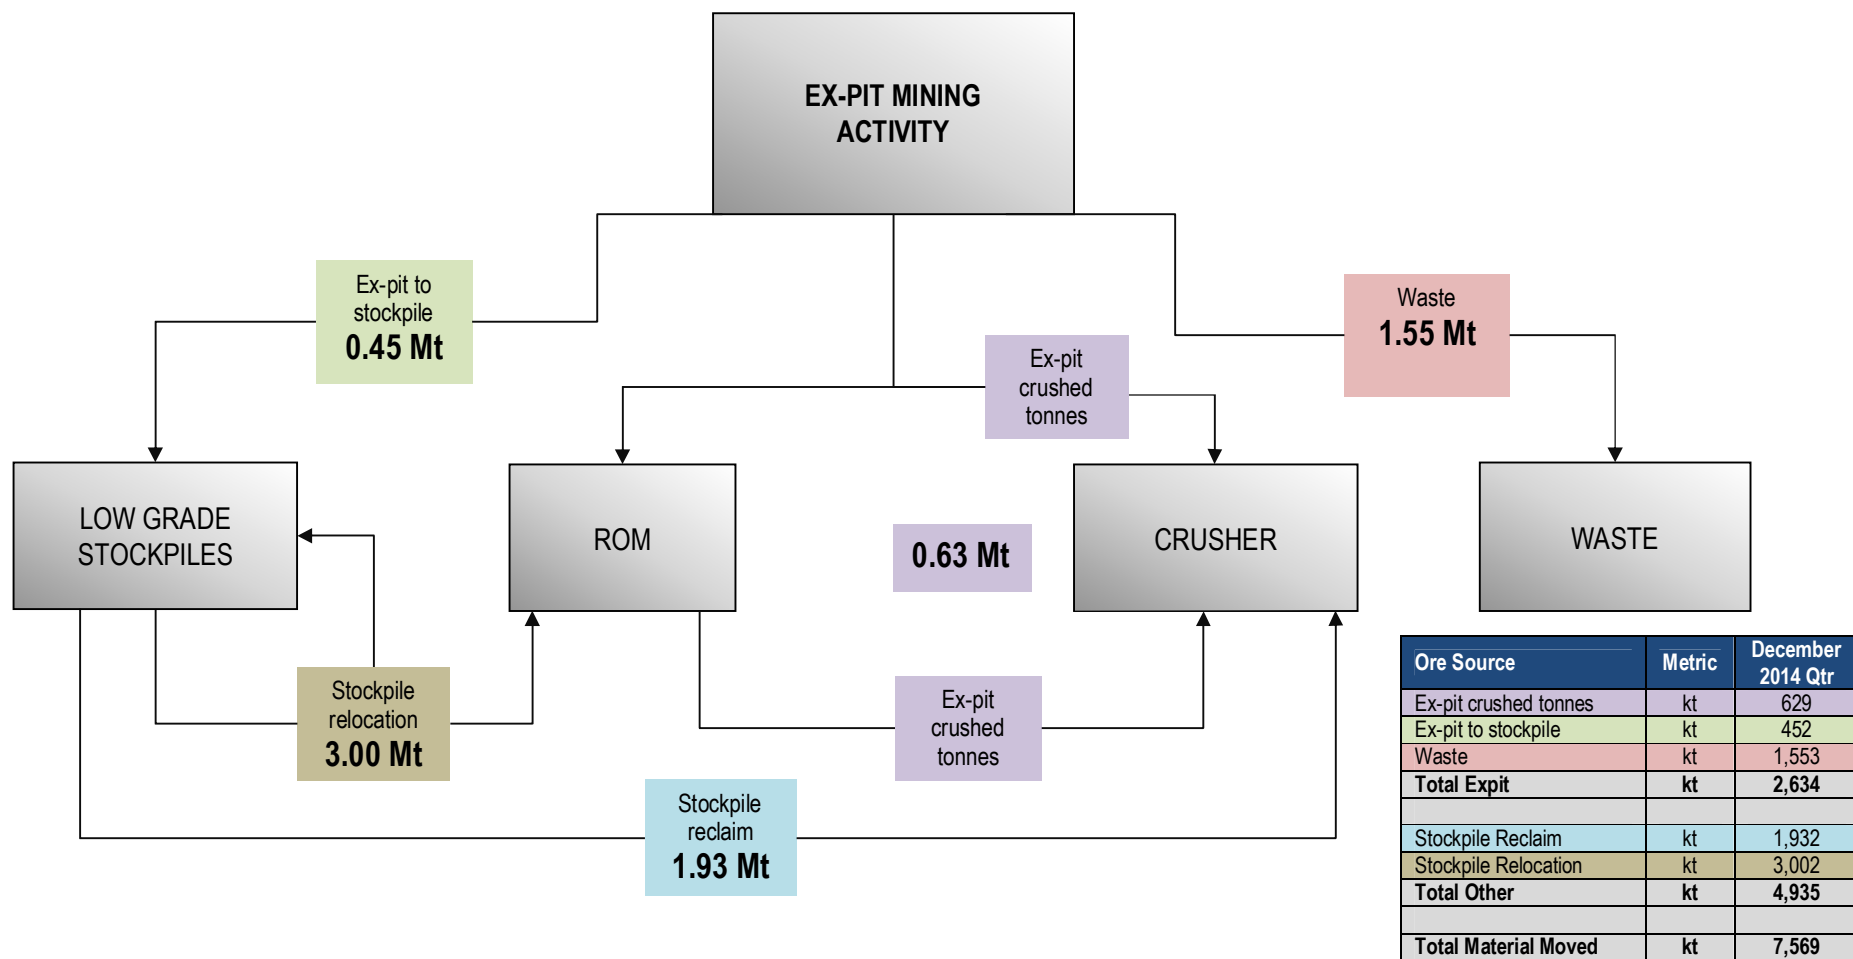 EX-PIT MINING
ACTIVITY
Ex-pit to
stockpile
0.45 Mt
Waste
1.55 Mt
Ex-pit
crushed
tonnes
LOW GRADE
STOCKPILES
ROM
0.63 Mt
CRUSHER
WASTE
Stockpile
relocation
3.00 Mt
Ex-pit
crushed
tonnes
Stockpile
reclaim
1.93 Mt
Ore Source Metric December
2014 Qtr
Ex-pit crushed tonnes kt 629
Ex-pit to stockpile kt 452
Waste kt 1,553
Total Expit kt 2,634
Stockpile Reclaim kt 1,932
Stockpile Relocation kt 3,002
Total Other kt 4,935
Total Material Moved kt 7,569